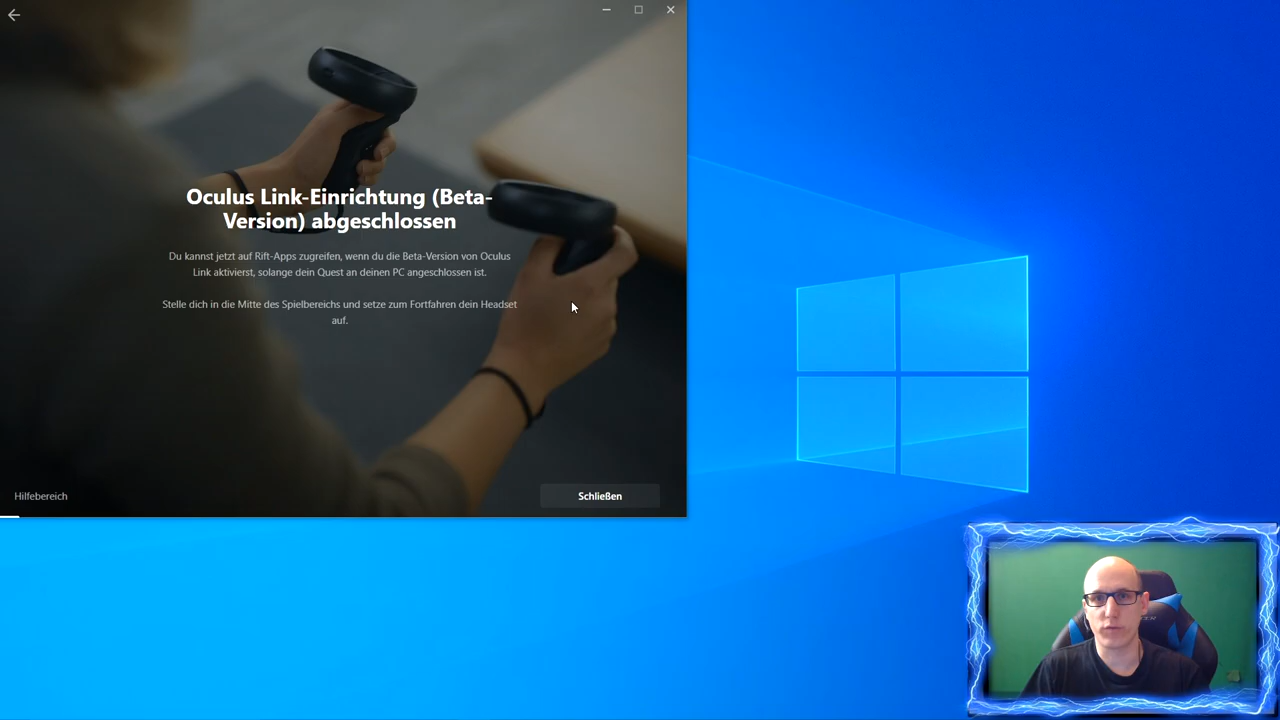 Oculus Link-Einrichtung (Beta-
Version) abgeschlossen
Du kannst jetzt auf Rift-Apps zugreifen, wenn du die Beta-Version von Oculus
Link aktivierst, solange dein Quest an deinen PC angeschlossen ist.
Stelle dich in die Mitte des Spielbereichs und setze zum Fortfahren dein Headset
auf.
Hilfebereich
Schließen